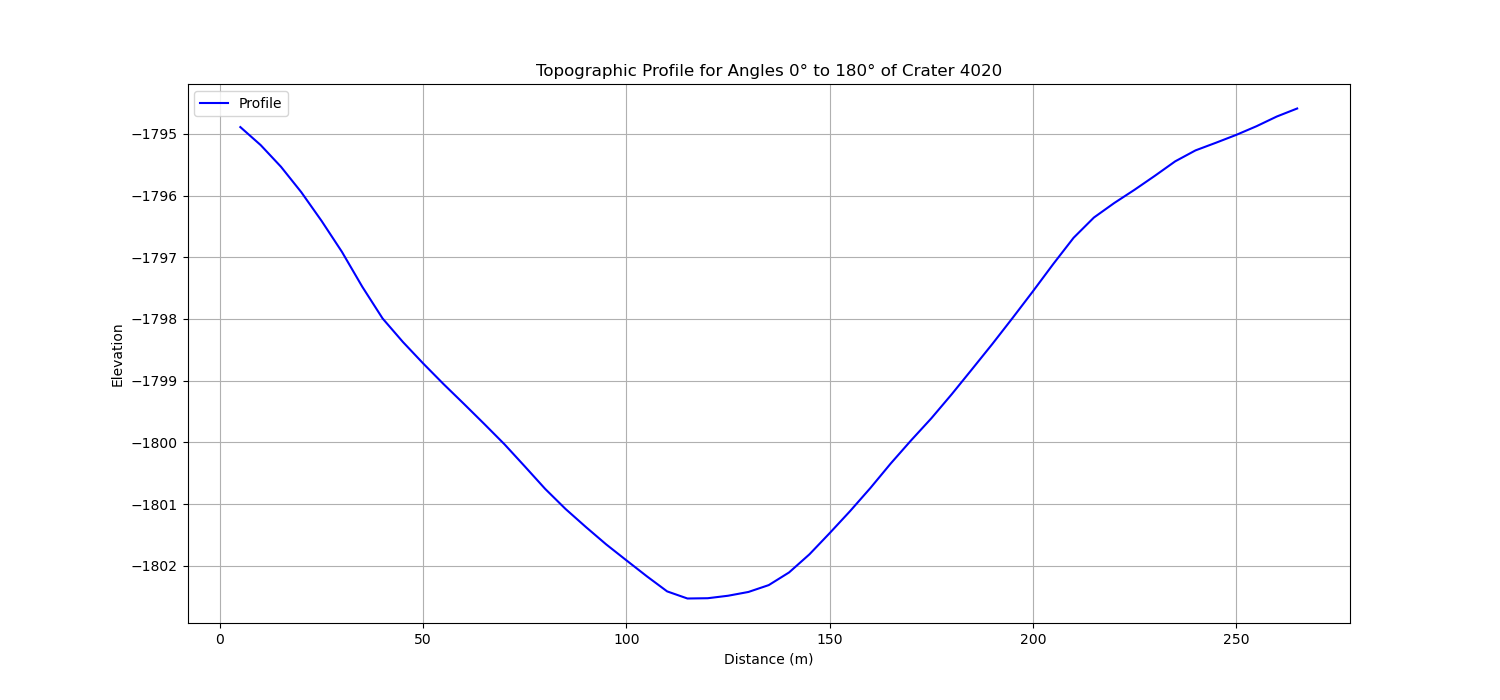 Topographic Profile for Angles 0° to 180° of Crater 4020
Profile
−1795
−1796
−1797
−1798
−1799
−1800
−1801
−1802
Elevation
0 50 100 150 200 250
Distance (m)